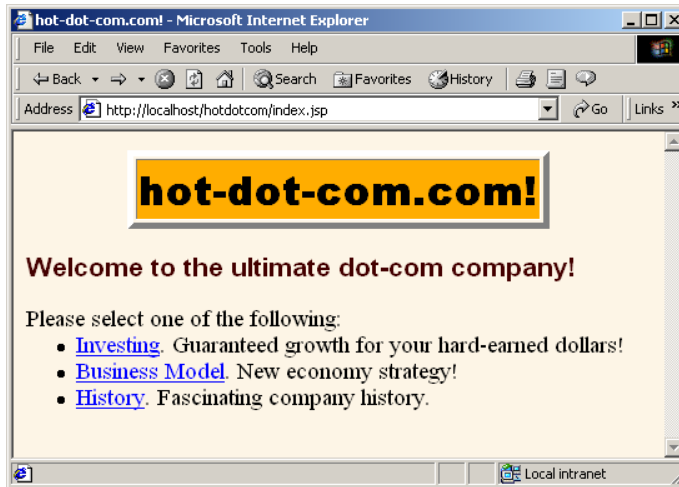 hot-dot-com.com! - Microsoft Internet Explorer
File Edit View Favorites Tools Help
Back Search Favorites History
Address http://localhost/hotdotcom/index.jsp Go Links »
hot-dot-com.com!
Welcome to the ultimate dot-com company!
Please select one of the following:
• Investing. Guaranteed growth for your hard-earned dollars!
• Business Model. New economy strategy!
• History. Fascinating company history.
Local intranet